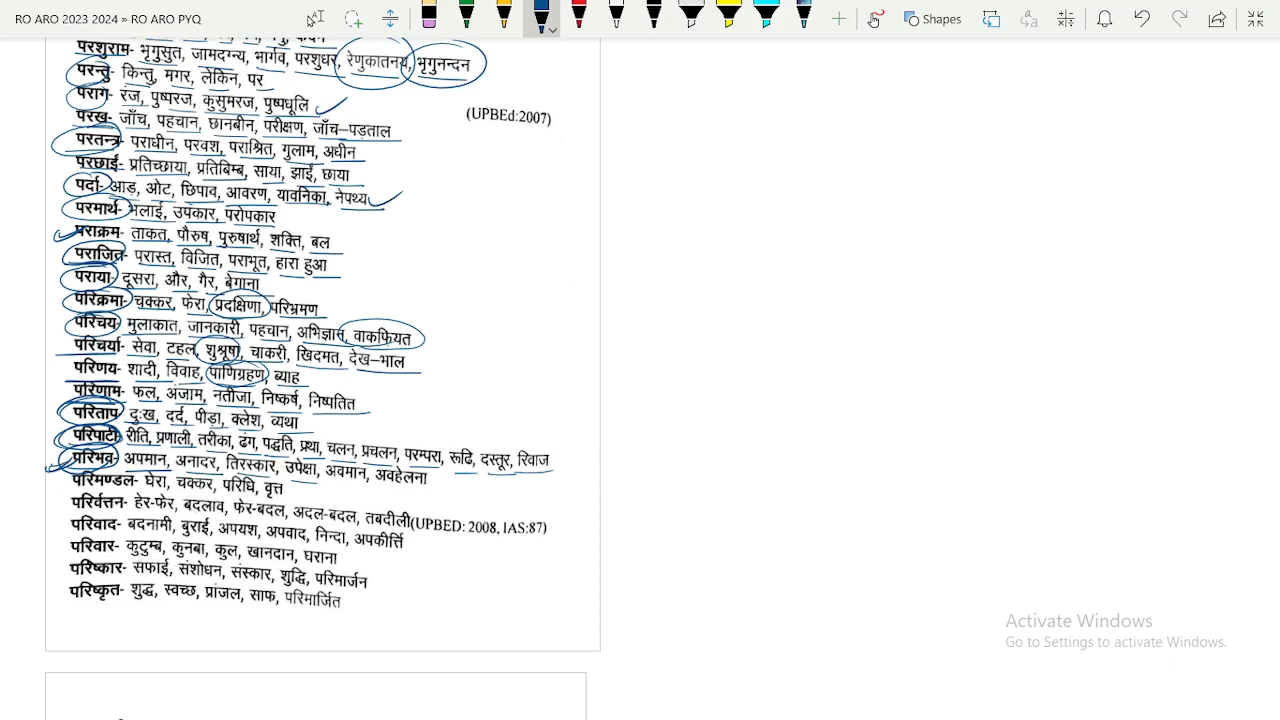 RO ARO 2023 2024 » RO ARO PYQ
Shapes
परशुराम- भृगुसुत, जामदग्न्य, भार्गव, परशुधर, रेणुकातनय, भृगुनन्दन
परन्तु- किन्तु, मगर, लेकिन, पर
पराग- रज, पुष्परज, कुसुमरज, पुष्पधूलि
(UPBEd:2007)
परख- जाँच, पहचान, छानबीन, परीक्षण, जाँच–पड़ताल
परतन्त्र- पराधीन, परवश, पराश्रित, गुलाम, अधीन
परछाईं- प्रतिच्छाया, प्रतिबिम्ब, साया, झाईं, छाया
पर्दा- आड़, ओट, छिपाव, आवरण, यावनिका, नेपथ्य
परमार्थ- भलाई, उपकार, परोपकार
पराक्रम- ताकत, पौरुष, पुरुषार्थ, शक्ति, बल
पराजित- परास्त, विजित, पराभूत, हारा हुआ
पराया- दूसरा, और, गैर, बेगाना
परिक्रमा- चक्कर, फेरा, प्रदक्षिणा, परिभ्रमण
परिचय- मुलाकात, जानकारी, पहचान, अभिज्ञान, वाकफियत
परिचर्या- सेवा, टहल, शुश्रूषा, चाकरी, खिदमत, देख–भाल
परिणय- शादी, विवाह, पाणिग्रहण, ब्याह
परिणाम- फल, अंजाम, नतीजा, निष्कर्ष, निष्पतित
परिताप- दुःख, दर्द, पीड़ा, क्लेश, व्यथा
परिपाटी- रीति, प्रणाली, तरीका, ढंग, पद्धति, प्रथा, चलन, प्रचलन, परम्परा, रूढि, दस्तूर, रिवाज
परिभव- अपमान, अनादर, तिरस्कार, उपेक्षा, अवमान, अवहेलना
परिमण्डल- घेरा, चक्कर, परिधि, वृत्त
परिर्वत्तन- हेर-फेर, बदलाव, फेर-बदल, अदल-बदल, तबदीली(UPBED: 2008, IAS:87)
परिवाद- बदनामी, बुराई, अपयश, अपवाद, निन्दा, अपकीर्त्ति
परिवार- कुटुम्ब, कुनबा, कुल, खानदान, घराना
परिष्कार- सफाई, संशोधन, संस्कार, शुद्धि, परिमार्जन
परिष्कृत- शुद्ध, स्वच्छ, प्रांजल, साफ, परिमार्जित
Activate Windows
Go to Settings to activate Windows.